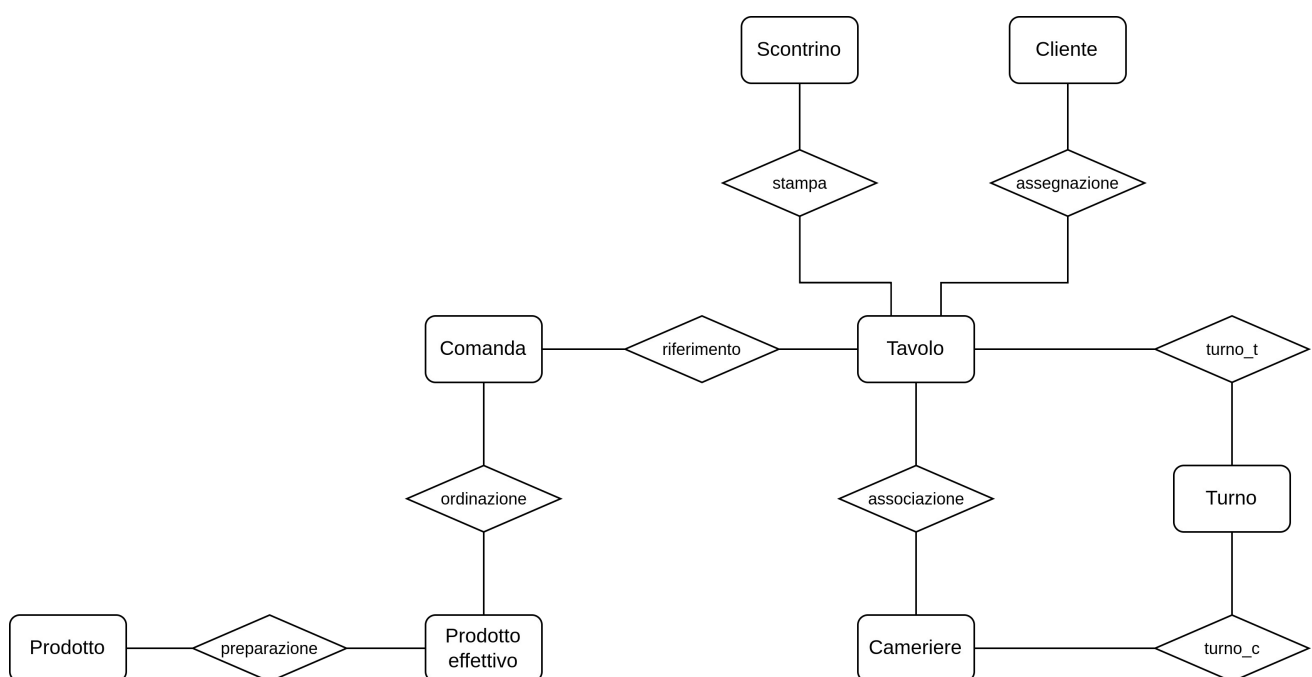 Scontrino
Cliente
stampa
assegnazione
Comanda
riferimento
Tavolo
turno_t
ordinazione
associazione
Turno
Prodotto
preparazione
Prodotto
effettivo
Cameriere
turno_c